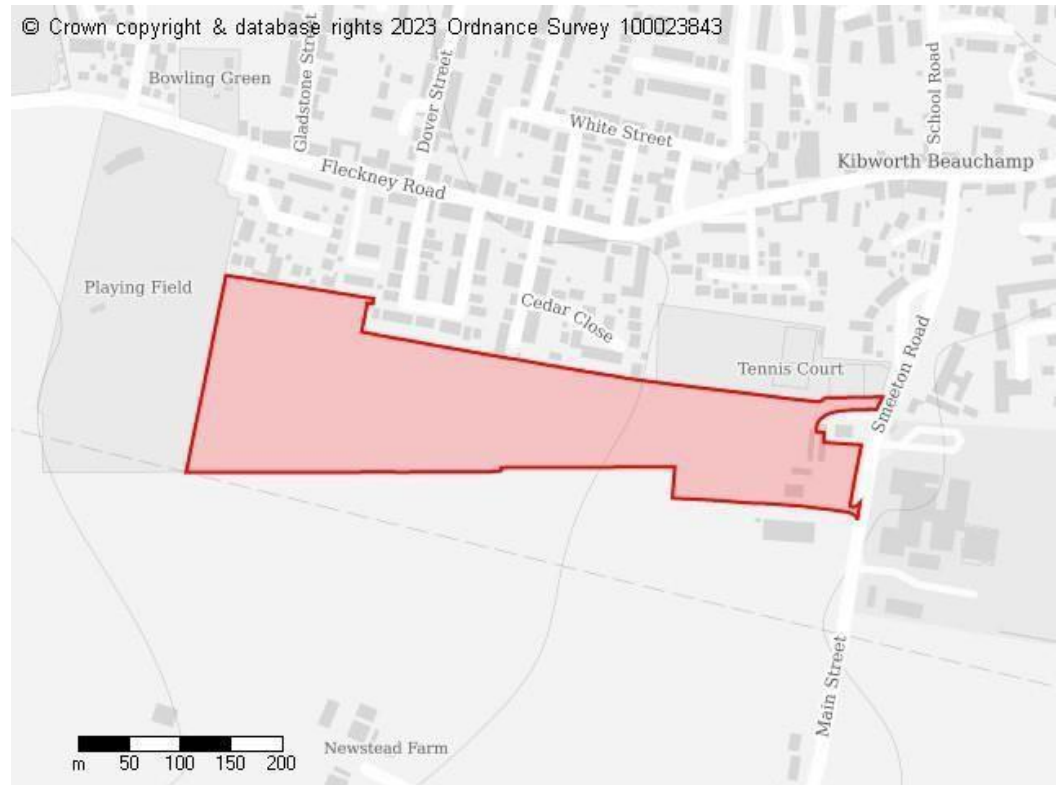 © Crown copyright & database rights 2023 Ordnance Survey 100023843
Bowling Green
Gladstone Street
Dover Street
White Street
School Road
Kibworth Beauchamp
Fleckney Road
Playing Field
Cedar Close
Tennis Court
Smeeton Road
Main Street
Newstead Farm
m 50 100 150 200